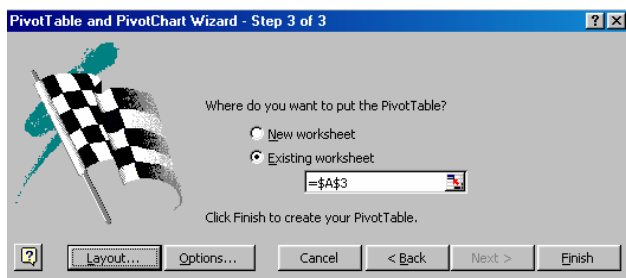 PivotTable and PivotChart Wizard - Step 3 of 3
Where do you want to put the PivotTable?
New worksheet
Existing worksheet
=$A$3
Click Finish to create your PivotTable.
Layout... Options... Cancel < Back Next > Finish